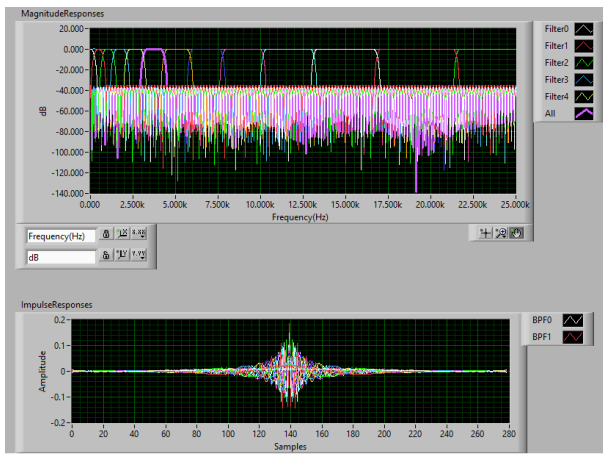 MagnitudeResponses
20.000
0.000
-20.000
-40.000
-60.000
-80.000
-100.000
-120.000
-140.000
dB
0.000 2.500k 5.000k 7.500k 10.000k 12.500k 15.000k 17.500k 20.000k 22.500k 25.000k
Frequency(Hz)
Filter0
Filter1
Filter2
Filter3
Filter4
All
Frequency(Hz)
dB
ImpulseResponses
0.2
0.1
0
-0.1
-0.2
Amplitude
0 20 40 60 80 100 120 140 160 180 200 220 240 260 280
Samples
BPF0
BPF1